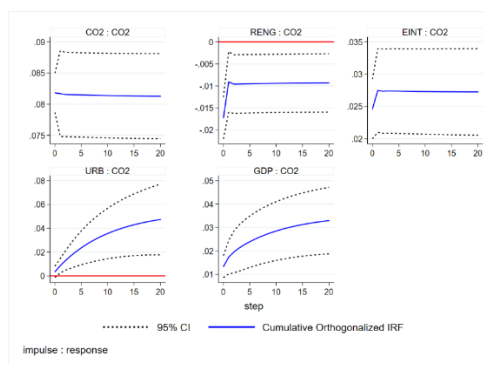 CO2 : CO2
RENG : CO2
EINT : CO2
.09
.085
.08
.075
0
-.005
-.01
-.015
-.02
.035
.03
.025
.02
0 5 10 15 20
0 5 10 15 20
0 5 10 15 20
URB : CO2
GDP : CO2
.08
.06
.04
.02
0
.05
.04
.03
.02
.01
0 5 10 15 20
0 5 10 15 20
step
95% CI
Cumulative Orthogonalized IRF
impulse : response